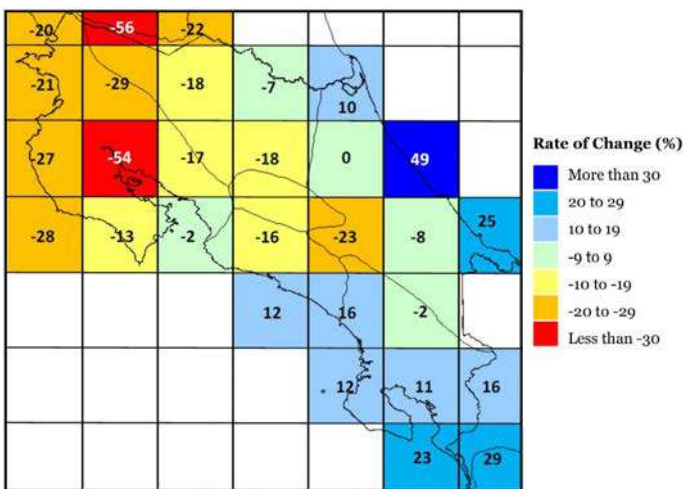 -20 -56 -22
-21 -29 -18 -7 10
-27 -54 -17 -18 0 49
-28 -13 -2 -16 -23 -8 25
12 16 -2
12 11 16
23 29
Rate of Change (%)
More than 30
20 to 29
10 to 19
-9 to 9
-10 to -19
-20 to -29
Less than -30